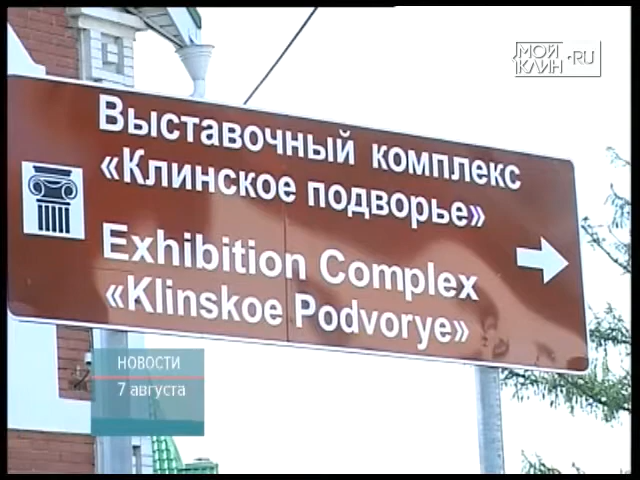 МОЙ
КЛИН.RU
Выставочный комплекс
«Клинское подворье»
Exhibition Complex
«Klinskoe Podvorye»
НОВОСТИ
7 августа